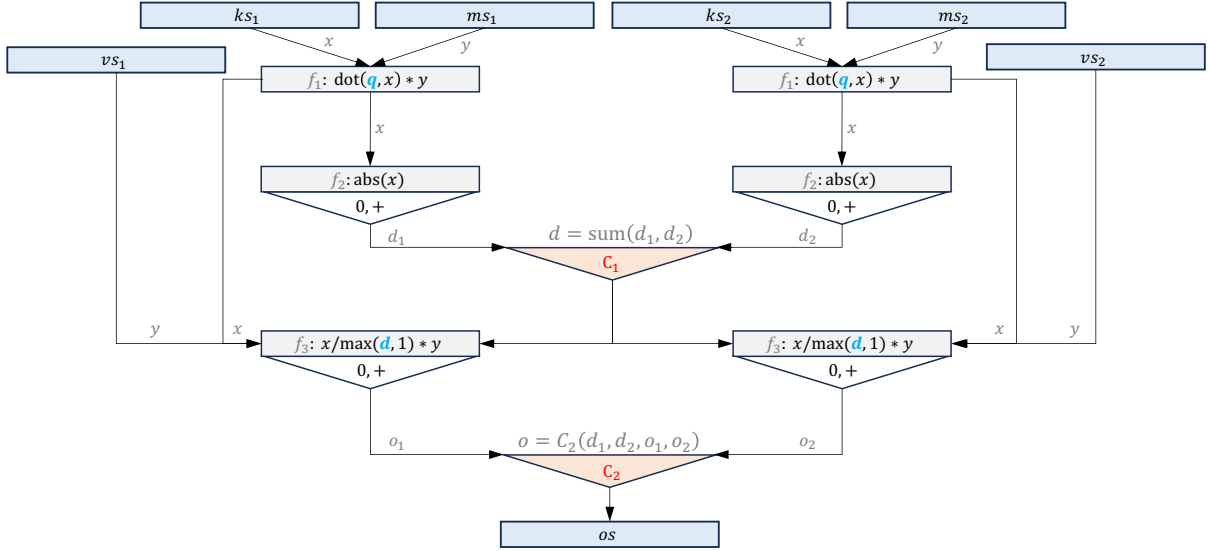 ks₁
ms₁
ks₂
ms₂
vs₁
vs₂
x
y
x
y
f₁: dot(q, x) ∗ y
f₁: dot(q, x) ∗ y
x
x
f₂: abs(x)
f₂: abs(x)
0, +
0, +
d₁
d = sum(d₁, d₂)
d₂
C₁
y
x
x
y
f₃: x/max(d, 1) ∗ y
f₃: x/max(d, 1) ∗ y
0, +
0, +
o₁
o = C₂(d₁, d₂, o₁, o₂)
o₂
C₂
os